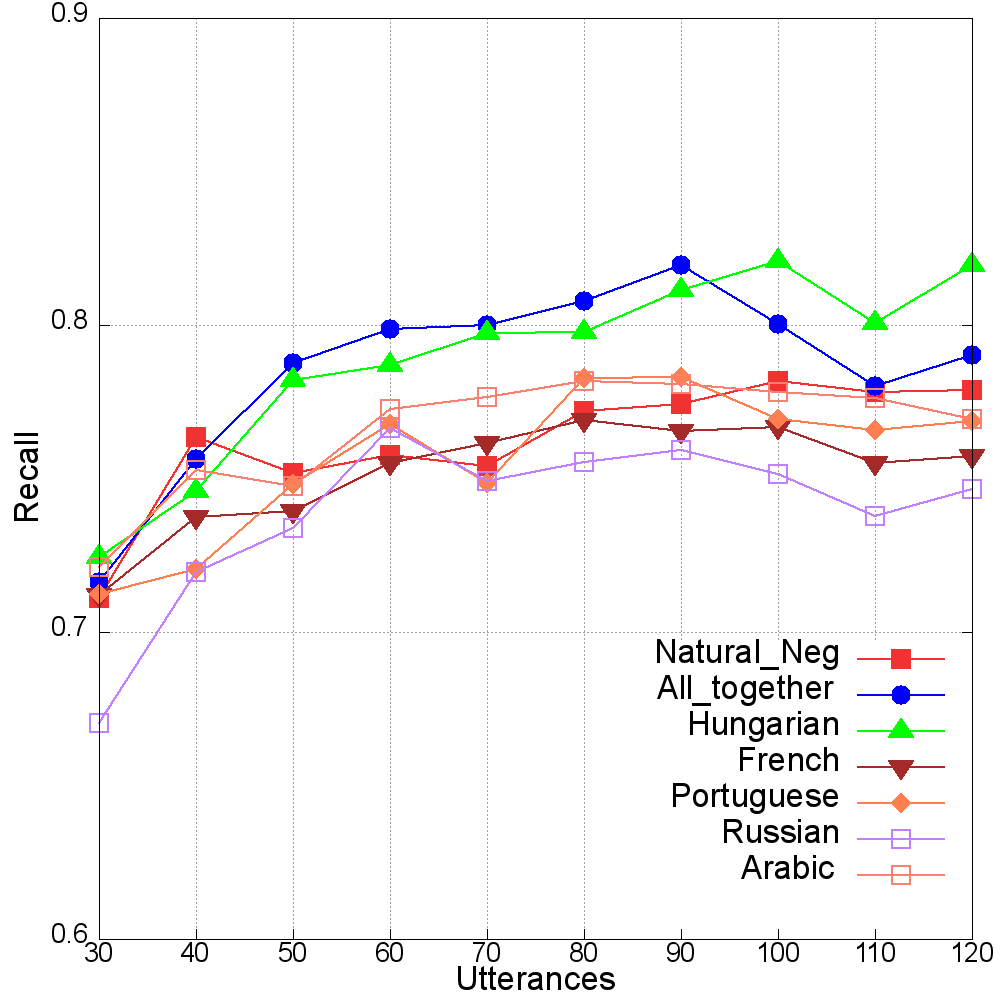 0.9
0.8
0.7
0.6
Recall
30 40 50 60 70 80 90 100 110 120
Utterances
Natural_Neg
All_together
Hungarian
French
Portuguese
Russian
Arabic